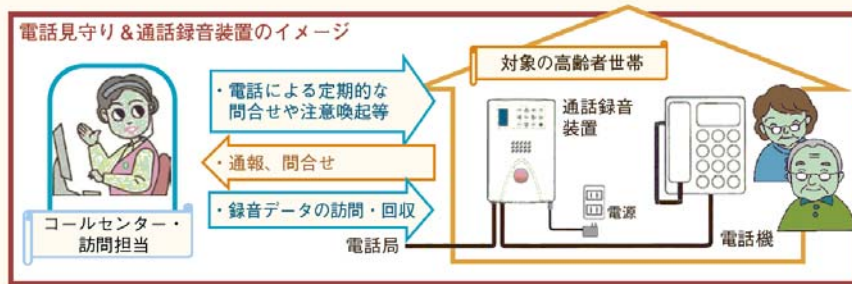 電話見守り＆通話録音装置のイメージ
・電話による定期的な
問合せや注意喚起等
・通報、問合せ
・録音データの訪問・回収
コールセンター・
訪問担当
対象の高齢者世帯
通話録音
装置
電源
電話局
電話機